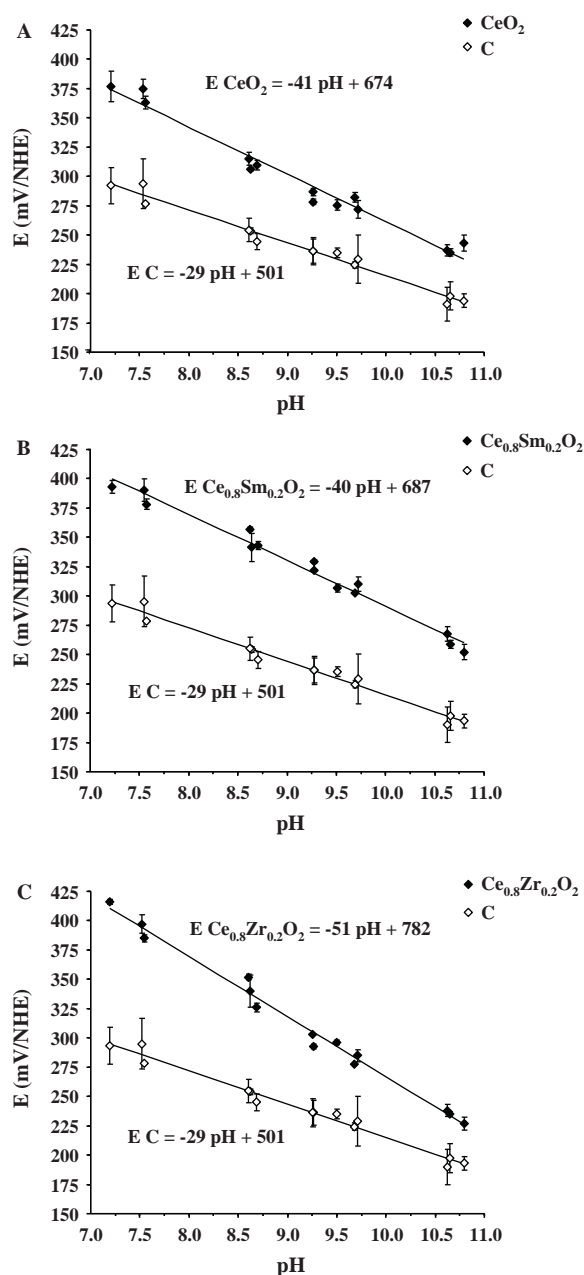 A
CeO2
C
E CeO2 = -41 pH + 674
E C = -29 pH + 501
E (mV/NHE)
425
400
375
350
325
300
275
250
225
200
175
150
7.0 7.5 8.0 8.5 9.0 9.5 10.0 10.5 11.0
pH
B
Ce0.8Sm0.2O2
C
E Ce0.8Sm0.2O2 = -40 pH + 687
E C = -29 pH + 501
E (mV/NHE)
425
400
375
350
325
300
275
250
225
200
175
150
7.0 7.5 8.0 8.5 9.0 9.5 10.0 10.5 11.0
pH
C
Ce0.8Zr0.2O2
C
E Ce0.8Zr0.2O2 = -51 pH + 782
E C = -29 pH + 501
E (mV/NHE)
425
400
375
350
325
300
275
250
225
200
175
150
7.0 7.5 8.0 8.5 9.0 9.5 10.0 10.5 11.0
pH